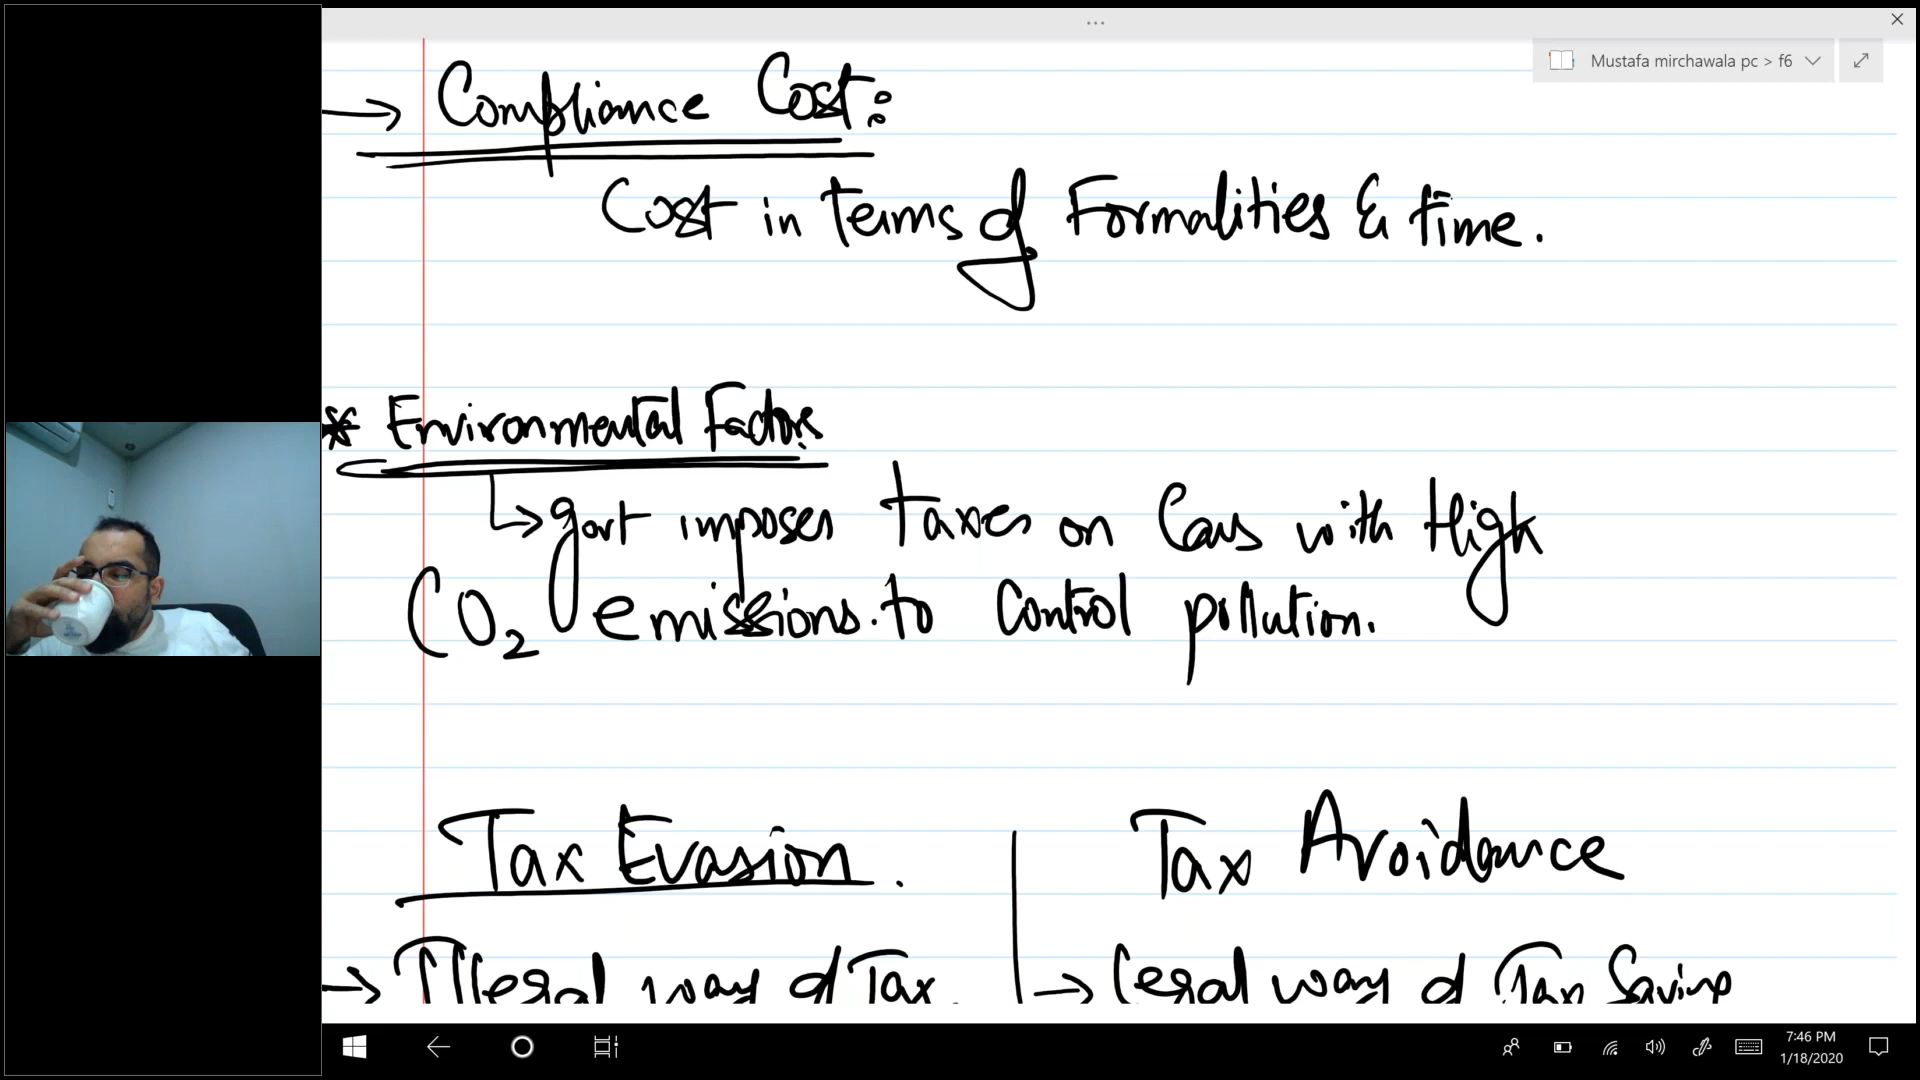 Mustafa mirchawala pc > f6
→ Compliance Cost:
Cost in terms of Formalities & time.
* Environmental Factors
↳ govt imposes taxes on Cars with High
CO₂ emissions. to Control pollution.
Tax Evasion. | Tax Avoidance
→ Illegal way of Tax | → legal way of Tax Saving
7:46 PM
1/18/2020